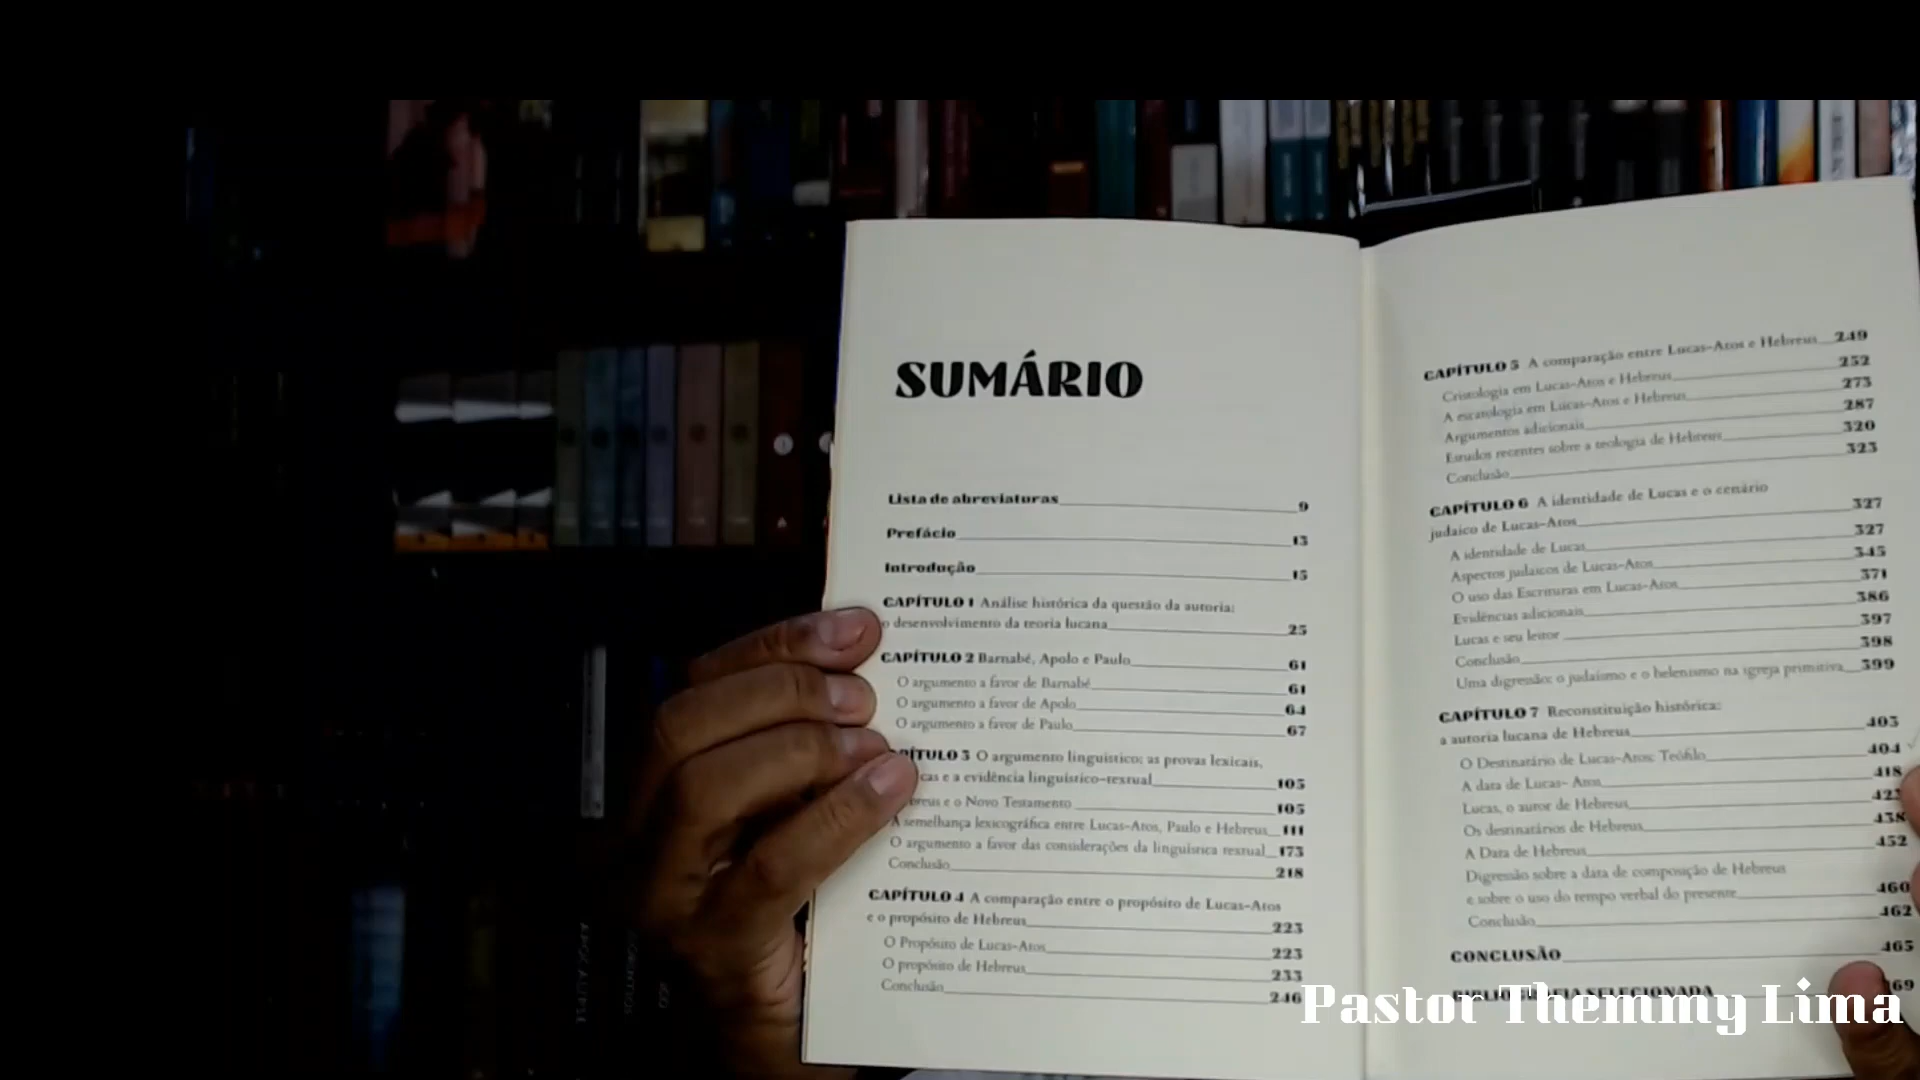 SUMÁRIO
Lista de abreviaturas 9
Prefácio 13
Introdução 15
CAPÍTULO 1 Análise histórica da questão da autoria:
o desenvolvimento da teoria lucana 25
CAPÍTULO 2 Barnabé, Apolo e Paulo 61
O argumento a favor de Barnabé 61
O argumento a favor de Apolo 64
O argumento a favor de Paulo 67
PÍTULO 3 O argumento linguístico: as provas lexicais,
cas e a evidência linguístico-textual 105
breus e o Novo Testamento 105
A semelhança lexicográfica entre Lucas-Atos, Paulo e Hebreus 111
O argumento a favor das considerações da linguística textual 173
Conclusão 218
CAPÍTULO 4 A comparação entre o propósito de Lucas-Atos
e o propósito de Hebreus 223
O Propósito de Lucas-Atos 223
O propósito de Hebreus 233
Conclusão 246
CAPÍTULO 5 A comparação entre Lucas-Atos e Hebreus 249
Cristologia em Lucas-Atos e Hebreus 252
A escatologia em Lucas-Atos e Hebreus 273
Argumentos adicionais 287
Estudos recentes sobre a teologia de Hebreus 320
Conclusão 323
CAPÍTULO 6 A identidade de Lucas e o cenário
judaico de Lucas-Atos 327
A identidade de Lucas 327
Aspectos judaicos de Lucas-Atos 345
O uso das Escrituras em Lucas-Atos 371
Evidências adicionais 386
Lucas e seu leitor 397
Conclusão 398
Uma digressão: o judaísmo e o helenismo na igreja primitiva 399
CAPÍTULO 7 Reconstituição histórica:
a autoria lucana de Hebreus 403
O Destinatário de Lucas-Atos: Teófilo 404
A data de Lucas- Atos 418
Lucas, o autor de Hebreus 423
Os destinatários de Hebreus 438
A Data de Hebreus 452
Digressão sobre a data de composição de Hebreus
e sobre o uso do tempo verbal do presente 460
Conclusão 462
CONCLUSÃO 465
BIBLIOGRAFIA SELECIONADA 469
Pastor Themmy Lima